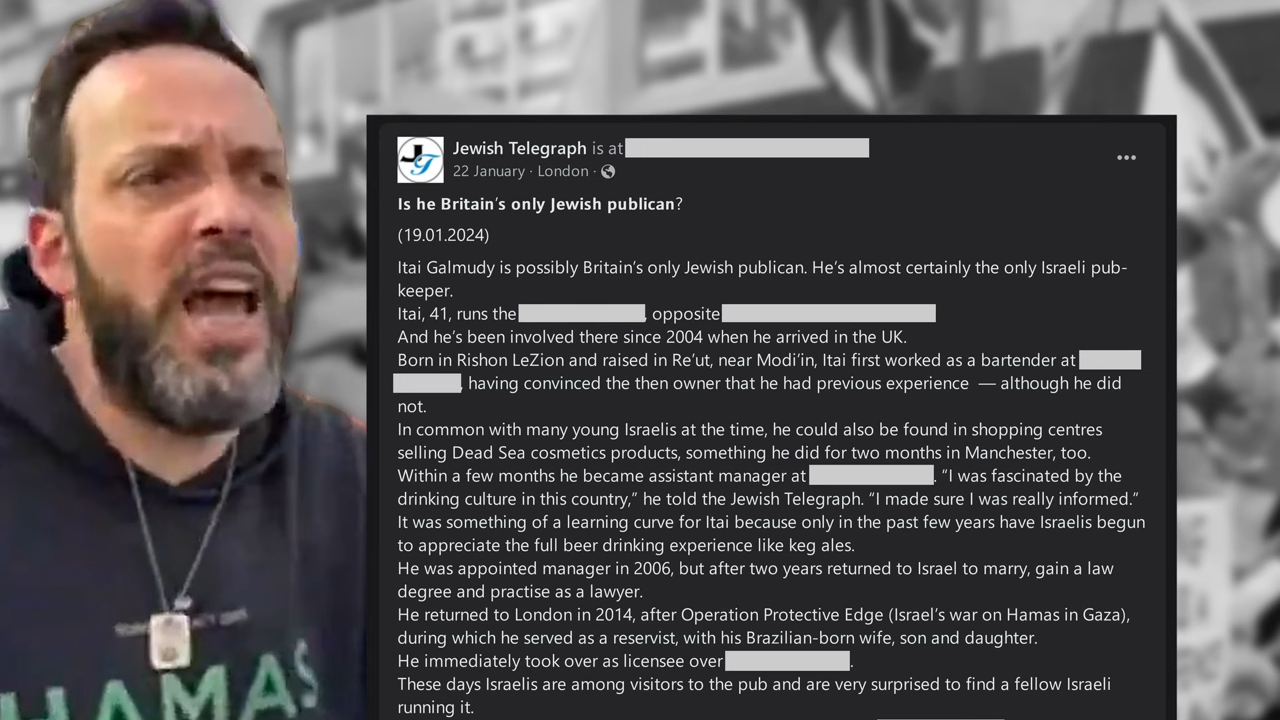 Jewish Telegraph is at
22 January · London ·
Is he Britain's only Jewish publican?
(19.01.2024)
Itai Galmudy is possibly Britain's only Jewish publican. He's almost certainly the only Israeli pub-
keeper.
Itai, 41, runs the , opposite
And he's been involved there since 2004 when he arrived in the UK.
Born in Rishon LeZion and raised in Re'ut, near Modi'in, Itai first worked as a bartender at
, having convinced the then owner that he had previous experience — although he did
not.
In common with many young Israelis at the time, he could also be found in shopping centres
selling Dead Sea cosmetics products, something he did for two months in Manchester, too.
Within a few months he became assistant manager at . “I was fascinated by the
drinking culture in this country,” he told the Jewish Telegraph. “I made sure I was really informed.”
It was something of a learning curve for Itai because only in the past few years have Israelis begun
to appreciate the full beer drinking experience like keg ales.
He was appointed manager in 2006, but after two years returned to Israel to marry, gain a law
degree and practise as a lawyer.
He returned to London in 2014, after Operation Protective Edge (Israel's war on Hamas in Gaza),
during which he served as a reservist, with his Brazilian-born wife, son and daughter.
He immediately took over as licensee over .
These days Israelis are among visitors to the pub and are very surprised to find a fellow Israeli
running it.
HAMAS